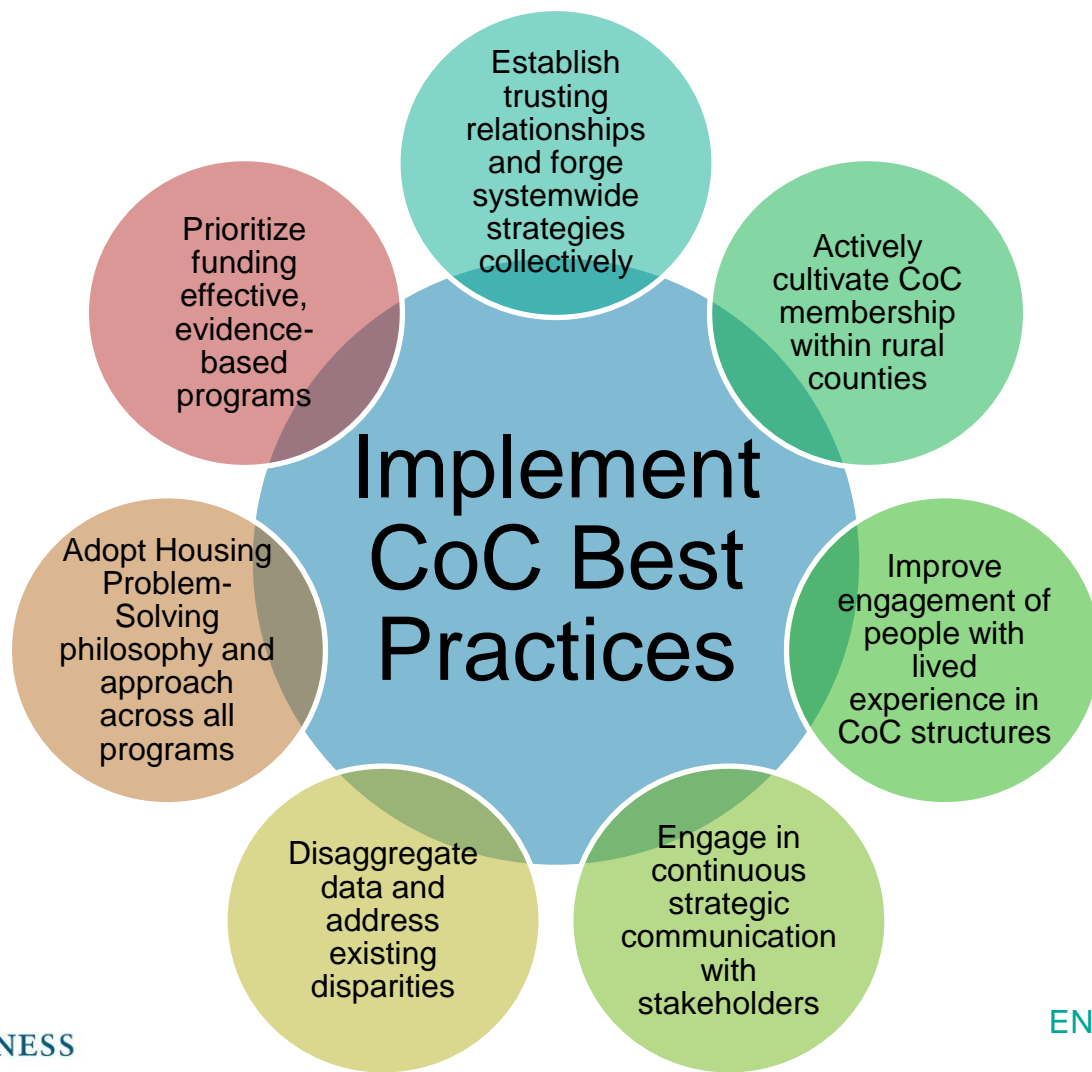 Establish
trusting
relationships
and forge
systemwide
strategies
collectively
Actively
cultivate CoC
membership
within rural
counties
Improve
engagement of
people with
lived
experience in
CoC structures
Engage in
continuous
strategic
communication
with
stakeholders
Disaggregate
data and
address
existing
disparities
Adopt Housing
Problem-
Solving
philosophy and
approach
across all
programs
Prioritize
funding
effective,
evidence-
based
programs
Implement
CoC Best
Practices
NESS
EN